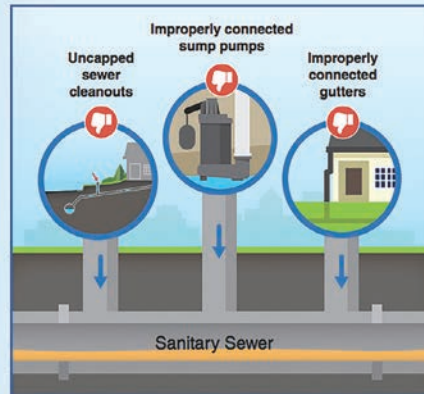 Uncapped
sewer
cleanouts
Improperly connected
sump pumps
Improperly
connected
gutters
Sanitary Sewer